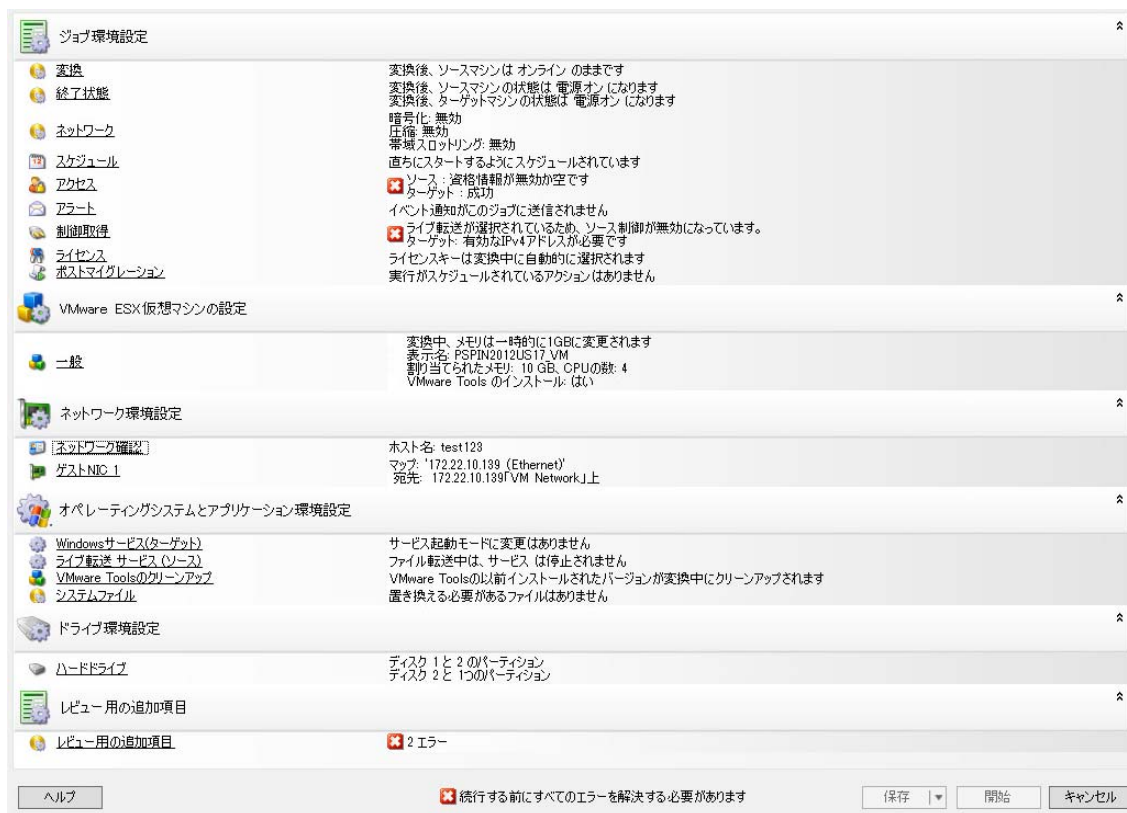 ジョブ環境設定
変換
変換後、ソースマシンは オンライン のままです
終了状態
変換後、ソースマシンの状態は 電源オン になります
変換後、ターゲットマシンの状態は 電源オン になります
ネットワーク
暗号化: 無効
圧縮: 無効
帯域スロットリング: 無効
スケジュール
直ちにスタートするようにスケジュールされています
アクセス
ソース : 資格情報が無効か空です
ターゲット : 成功
アラート
イベント通知がこのジョブに送信されません
制御取得
ライブ転送が選択されているため、ソース制御が無効になっています。
ターゲット: 有効なIPv4アドレスが必要です
ライセンス
ライセンスキーは変換中に自動的に選択されます
ポストマイグレーション
実行がスケジュールされているアクションはありません
VMware ESX仮想マシンの設定
一般
変換中、メモリは一時的に1GBに変更されます
表示名: PSPIN2012US17_VM
割り当てられたメモリ: 10 GB、CPUの数: 4
VMware Tools のインストール: はい
ネットワーク環境設定
ネットワーク確認
ホスト名: test123
ゲストNIC 1
マップ: '172.22.10.139 (Ethernet)'
宛先: 172.22.10.139「VM Network」上
オペレーティングシステムとアプリケーション環境設定
Windowsサービス(ターゲット)
サービス起動モードに変更はありません
ライブ転送 サービス (ソース)
ファイル転送中は、サービス は停止されません
VMware Toolsのクリーンアップ
VMware Toolsの以前インストールされたバージョンが変換中にクリーンアップされます
システムファイル
置き換える必要があるファイルはありません
ドライブ環境設定
ハードドライブ
ディスク 1 と 2 のパーティション
ディスク 2 と 1つのパーティション
レビュー用の追加項目
レビュー用の追加項目
2 エラー
ヘルプ
続行する前にすべてのエラーを解決する必要があります
保存
開始
キャンセル